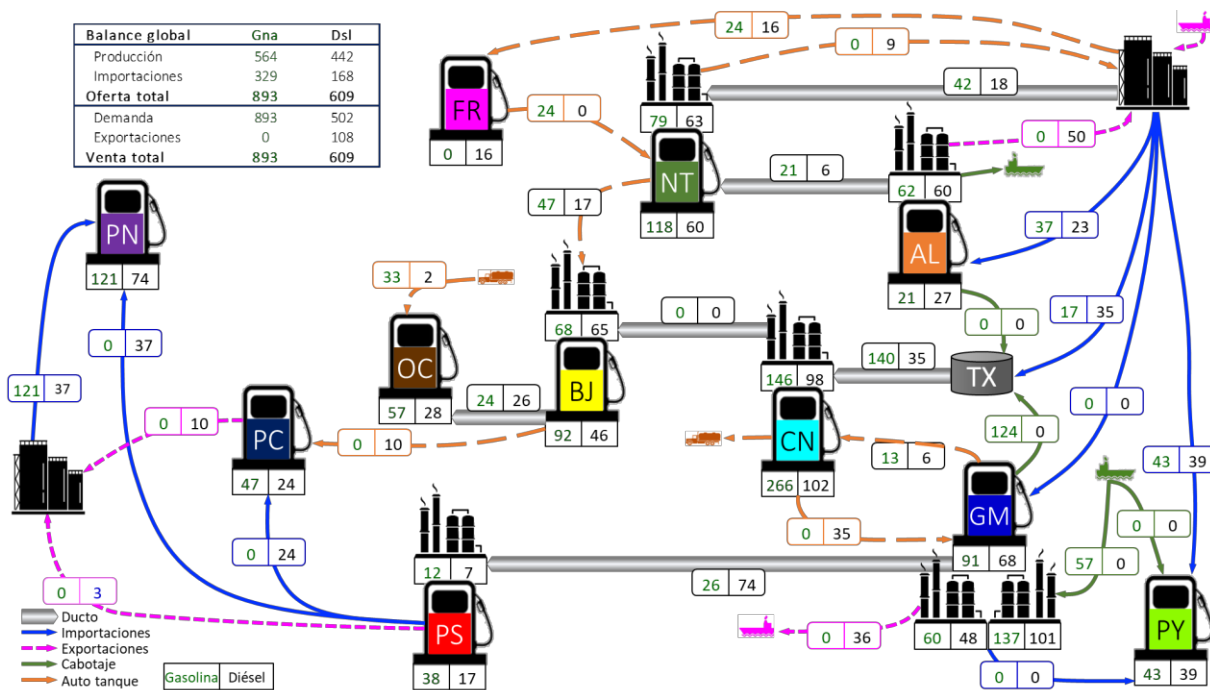 Balance global Gna Dsl
Producción 564 442
Importaciones 329 168
Oferta total 893 609
Demanda 893 502
Exportaciones 0 108
Venta total 893 609
24 16
0 9
42 18
FR
0 16
24 0
79 63
0 50
NT
118 60
21 6
62 60
47 17
PN
121 74
AL
21 27
37 23
33 2
68 65
0 0
0 0
17 35
0 37
OC
57 28
BJ
92 46
24 26
146 98
140 35
TX
121 37
0 10
PC
47 24
0 10
CN
266 102
13 6
124 0
0 0
43 39
0 24
0 35
GM
91 68
0 0
57 0
12 7
26 74
0 3
PS
38 17
0 36
60 48
137 101
0 0
PY
43 39
Ducto
Importaciones
Exportaciones
Cabotaje
Auto tanque
Gasolina Diésel